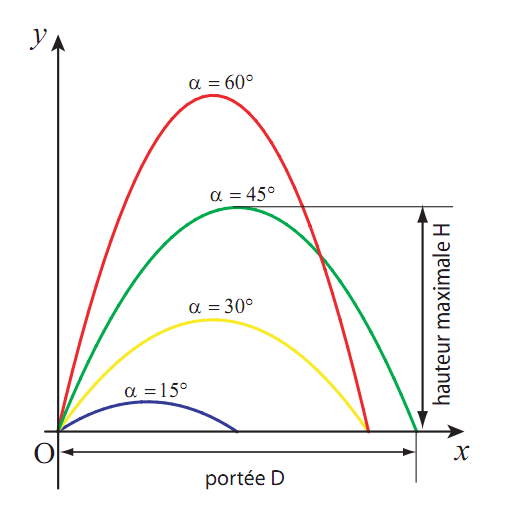 y
α = 60°
α = 45°
hauteur maximale H
α = 30°
α = 15°
O
x
portée D